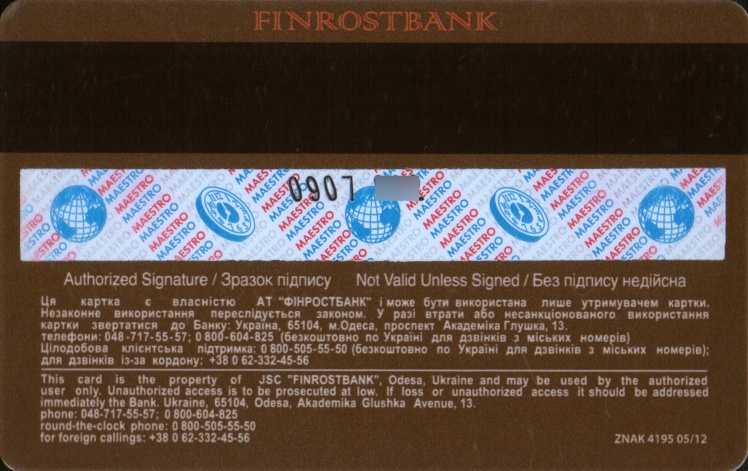 FINROSTBANK
0907
Authorized Signature / Зразок підпису Not Valid Unless Signed / Без підпису недійсна
Ця картка є власністю АТ "ФІНРОСТБАНК" і може бути використана лише утримувачем картки.
Незаконне використання переслідується законом. У разі втрати або несанкціонованого використання
картки звертатися до Банку: Україна, 65104, м.Одеса, проспект Академіка Глушка, 13.
телефони: 048-717-55-57; 0 800-604-825 (безкоштовно по Україні для дзвінків з міських номерів)
Цілодобова клієнтська підтримка: 0 800-505-55-50 (безкоштовно по Україні для дзвінків з міських номерів);
для дзвінків із-за кордону: +38 0 62-332-45-56
This card is the property of JSC "FINROSTBANK", Odesa, Ukraine and may be used by the authorized
user only. Unauthorized access is to be prosecuted at low. If loss or unauthorized access it should be addressed
immediately the Bank. Ukraine, 65104, Odesa, Akademika Glushka Avenue, 13.
phone: 048-717-55-57; 0 800-604-825
round-the-clock phone: 0 800-505-55-50
for foreign callings: +38 0 62-332-45-56
ZNAK 4195 05/12